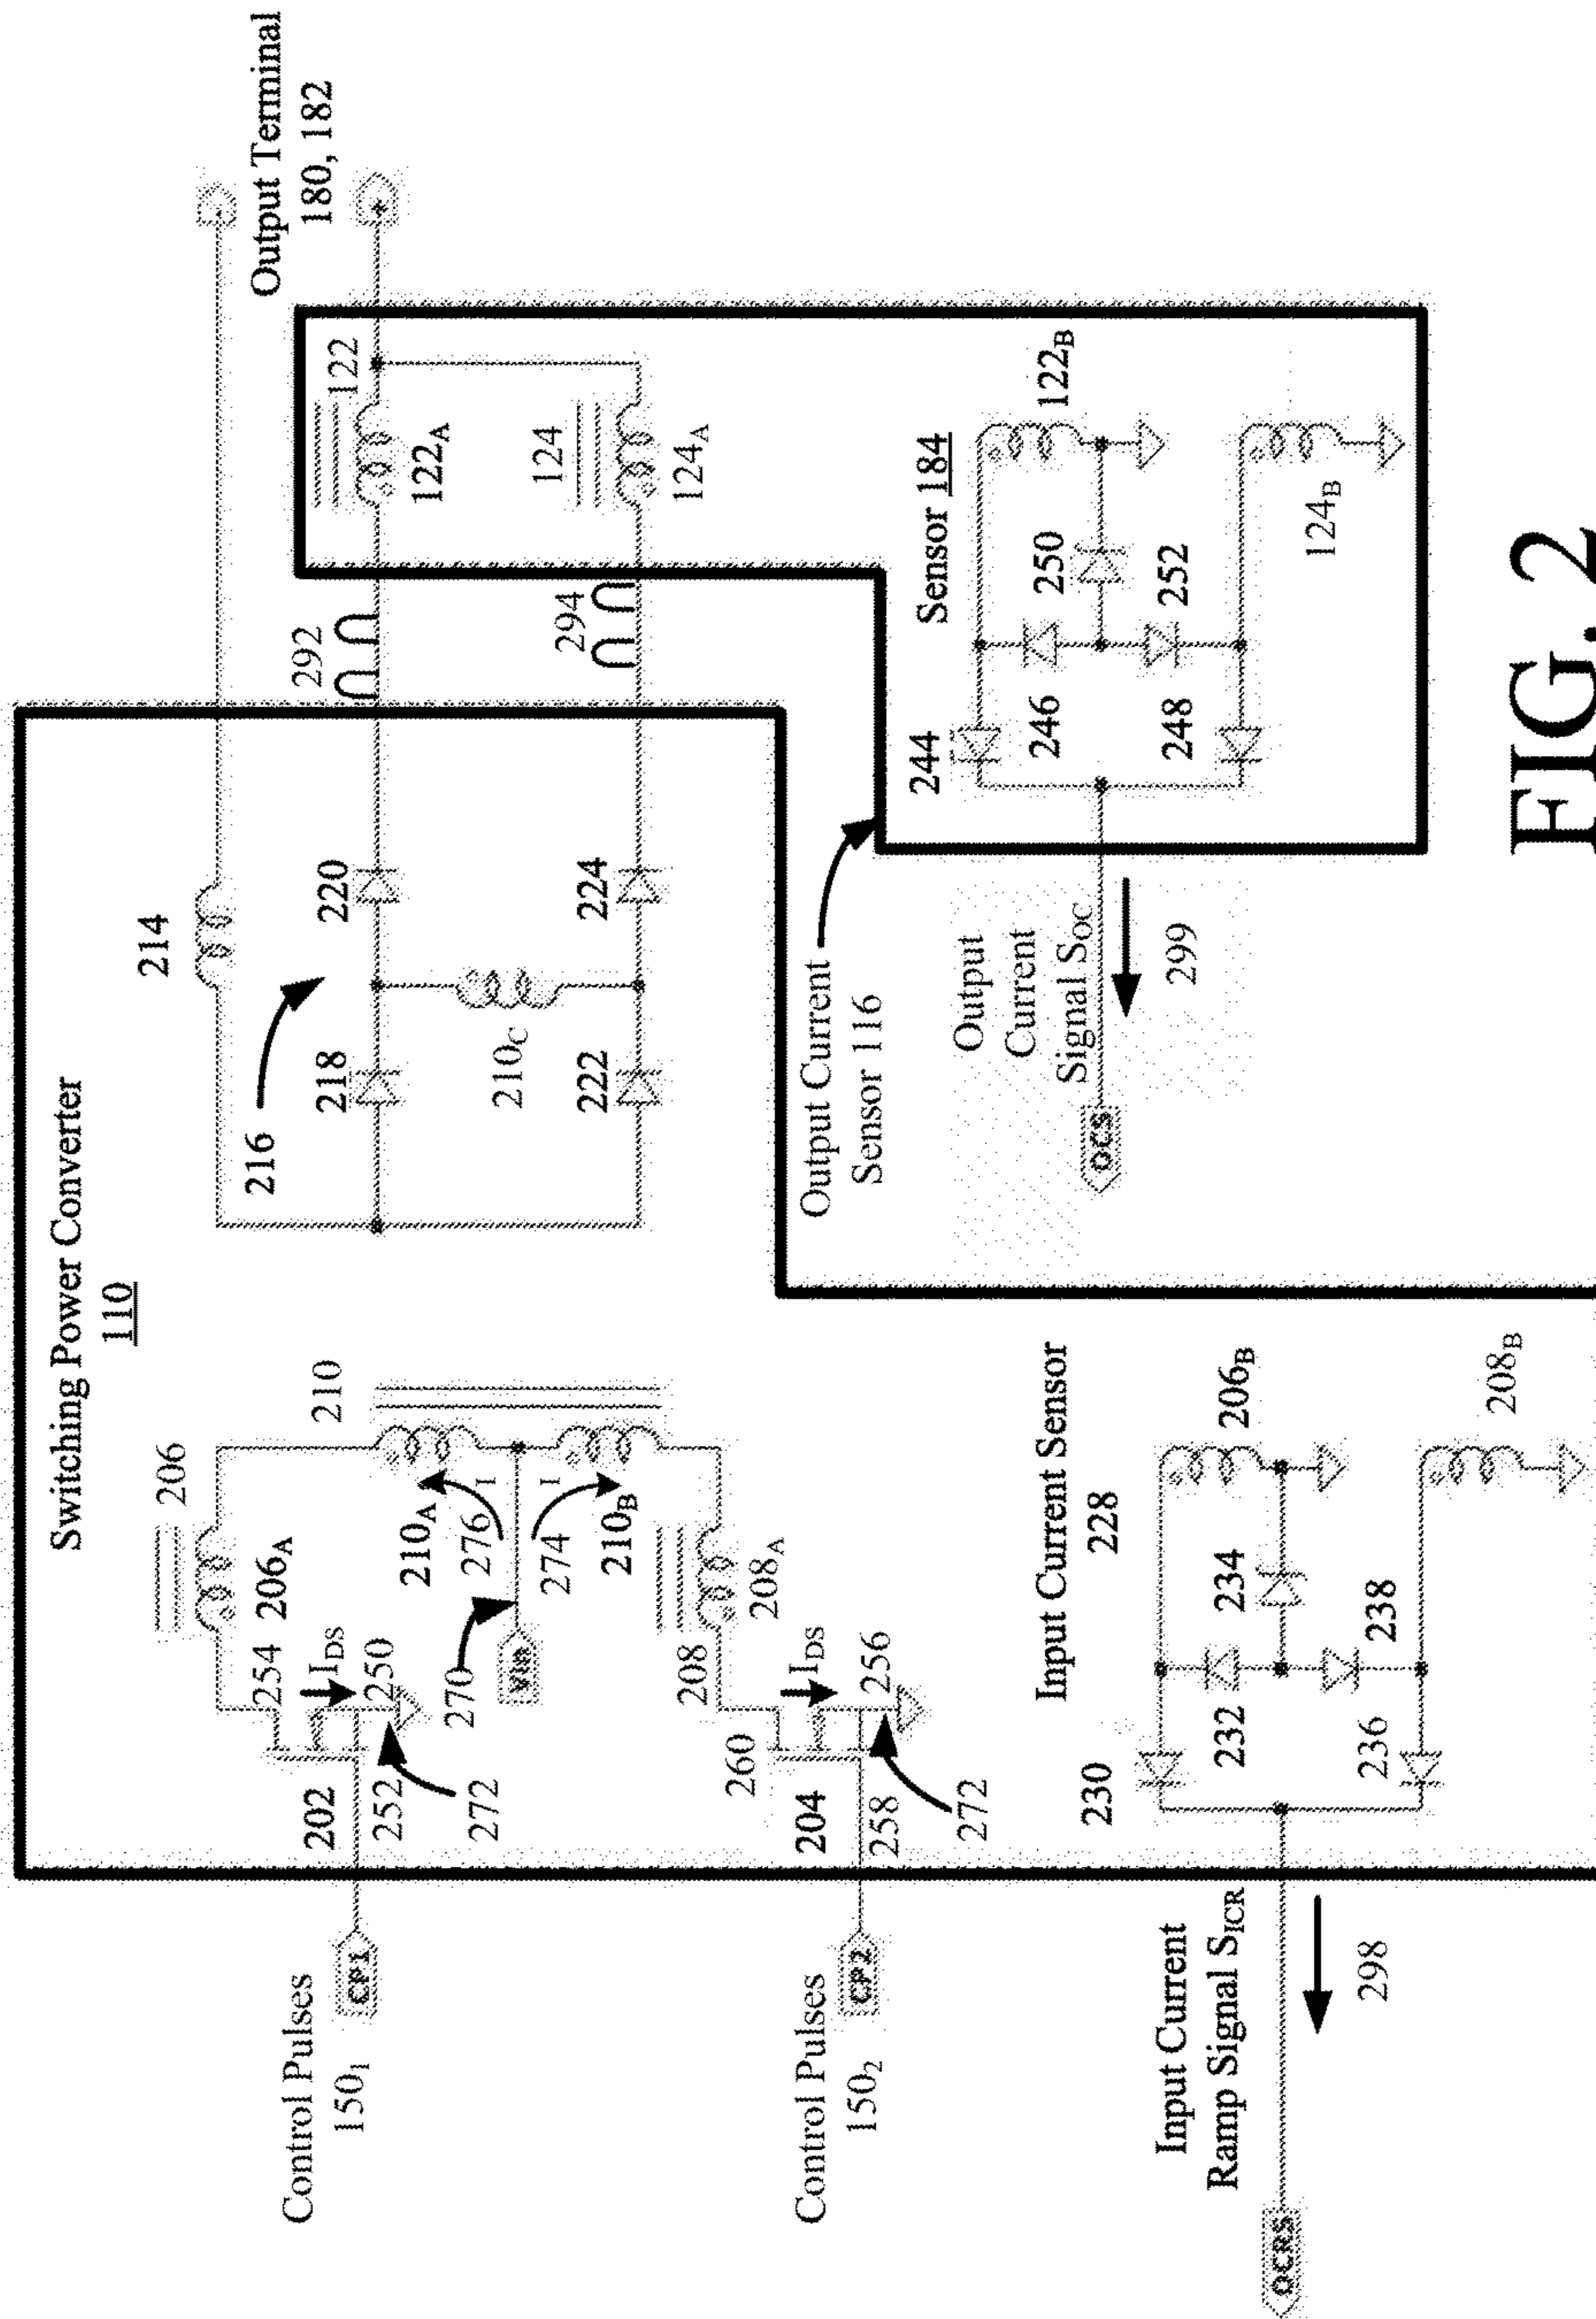 Switching Power Converter
110
206
206A
254
IDS
250
202
252
272
210
210A
276
I
270
Vin
274
I
210B
208
208A
260
IDS
256
204
258
272
Control Pulses
150₁
CP1
Control Pulses
150₂
CP2
214
216
218
220
210C
222
224
292
294
Output Terminal
180, 182
122
122A
124
124A
Output Current
Sensor 116
Sensor 184
122B
244
246
250
252
248
124B
Output
Current
Signal SOC
OCS
299
Input Current Sensor
228
206B
230
232
234
238
236
208B
Input Current
Ramp Signal SICR
OCRS
298
FIG. 2